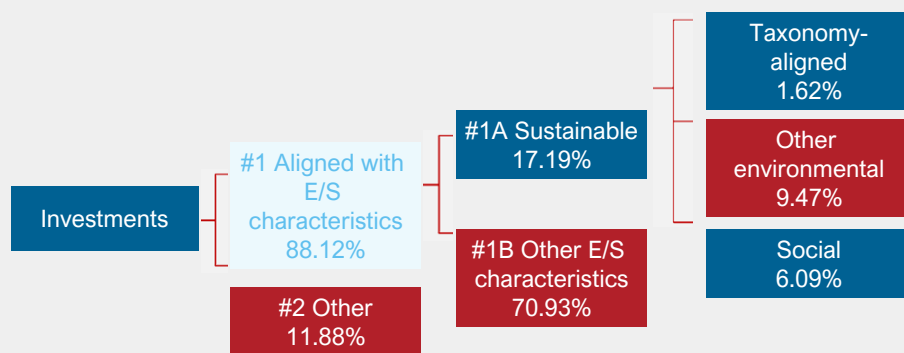 Investments
#1 Aligned with
E/S
characteristics
88.12%
#2 Other
11.88%
#1A Sustainable
17.19%
#1B Other E/S
characteristics
70.93%
Taxonomy-
aligned
1.62%
Other
environmental
9.47%
Social
6.09%